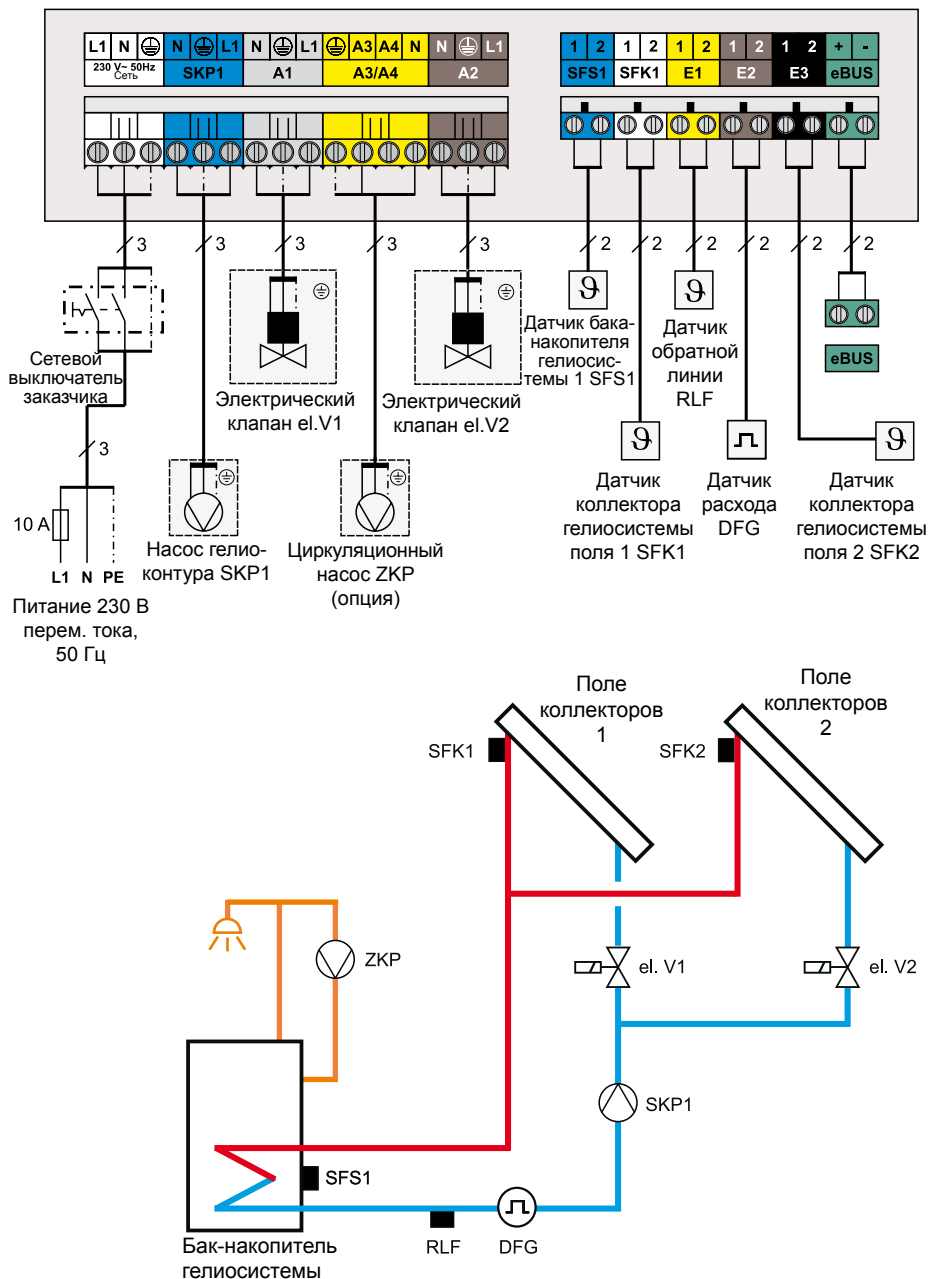 L1 N N L1 N L1 A3 A4 N N L1
230 V~ 50Hz
Сеть
SKP1 A1 A3/A4 A2
1 2 1 2 1 2 1 2 1 2 + -
SFS1 SFK1 E1 E2 E3 eBUS
3 3 3 3 3 2 2 2 2 2 2
Сетевой
выключатель
заказчика
Электрический
клапан el.V1
Электрический
клапан el.V2
Датчик бака-
накопителя
гелиосис-
темы 1 SFS1
Датчик
обратной
линии
RLF
eBUS
3
10 A
L1 N PE
Питание 230 В
перем. тока,
50 Гц
Насос гелио-
контура SKP1
Циркуляционный
насос ZKP
(опция)
Датчик
коллектора
гелиосистемы
поля 1 SFK1
Датчик
расхода
DFG
Датчик
коллектора
гелиосистемы
поля 2 SFK2
Поле
коллекторов
1
Поле
коллекторов
2
SFK1
SFK2
ZKP
el. V1
el. V2
SKP1
SFS1
RLF
DFG
Бак-накопитель
гелиосистемы